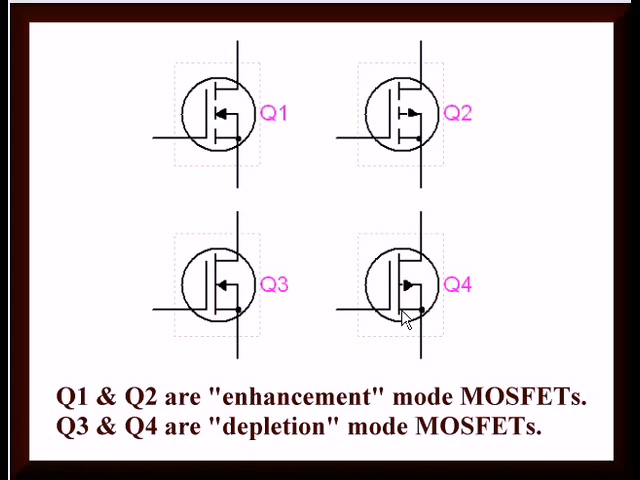 Q1 Q2
Q3 Q4
Q1 & Q2 are "enhancement" mode MOSFETs.
Q3 & Q4 are "depletion" mode MOSFETs.